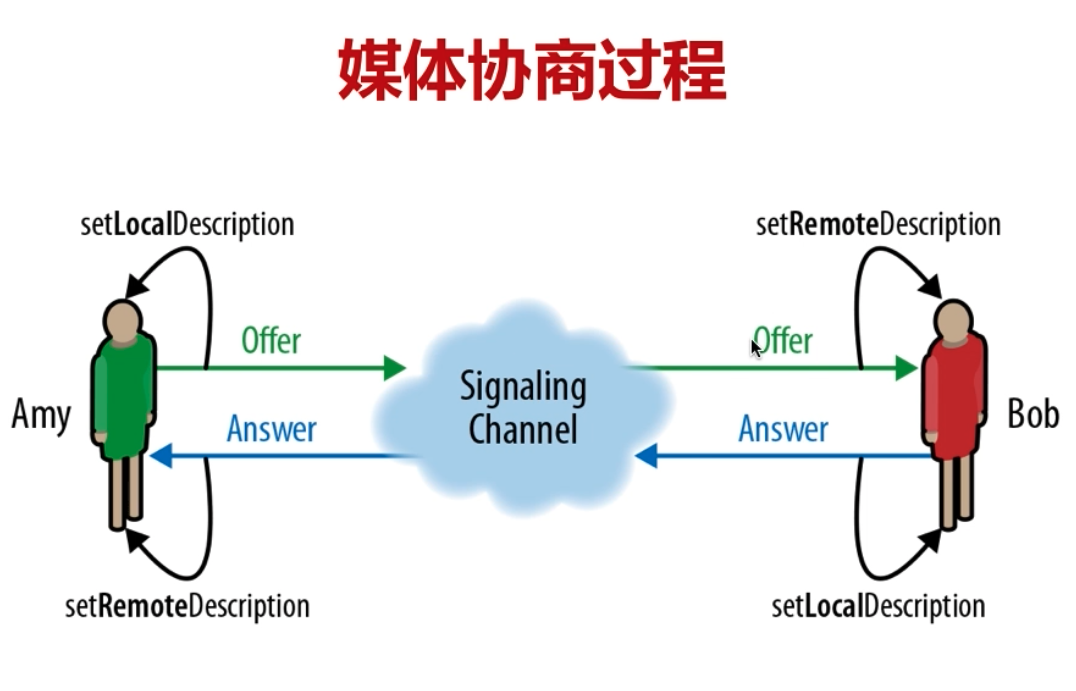 媒体协商过程
setLocalDescription
setRemoteDescription
Offer
Offer
Signaling
Channel
Amy
Answer
Answer
Bob
setRemoteDescription
setLocalDescription